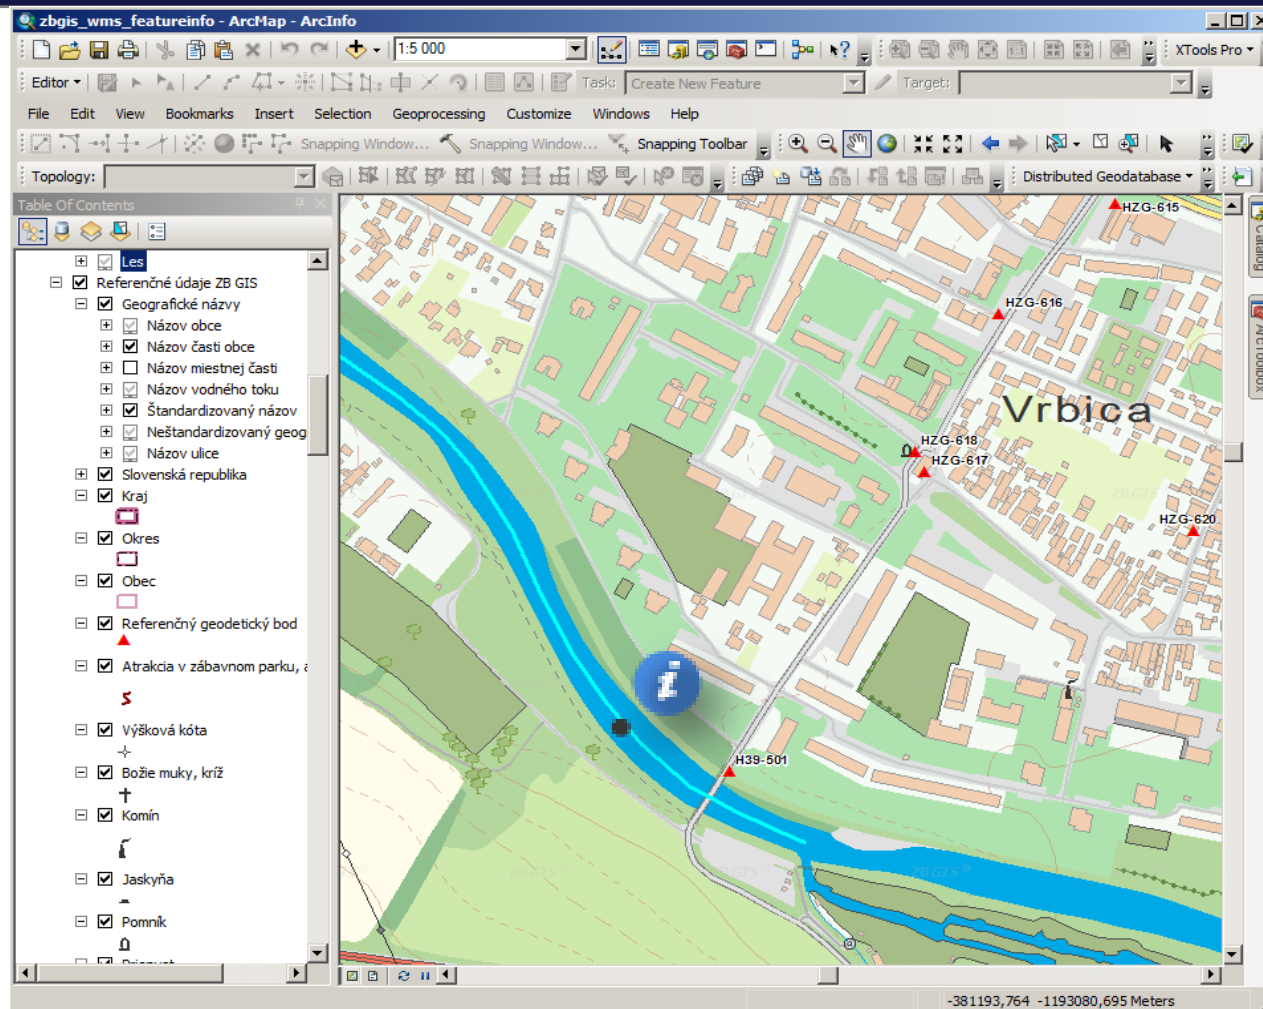 zbgis_wms_featureinfo - ArcMap - ArcInfo
1:5 000
XTools Pro
Editor
Task:
Create New Feature
Target:
File Edit View Bookmarks Insert Selection Geoprocessing Customize Windows Help
Snapping Window... Snapping Window... Snapping Toolbar
Topology:
Distributed Geodatabase
Table Of Contents
Les
Referenčné údaje ZB GIS
Geografické názvy
Názov obce
Názov časti obce
Názov miestnej časti
Názov vodného toku
Štandardizovaný názov
Neštandardizovaný geog
Názov ulice
Slovenská republika
Kraj
Okres
Obec
Referenčný geodetický bod
Atrakcia v zábavnom parku, a
Výšková kóta
Božie muky, kríž
Komín
Jaskyňa
Pomník
HZG-615
HZG-616
Vrbica
HZG-618
HZG-617
HZG-620
H39-501
i
ZBGIS
ZBGIS
Catalog
ArcToolbox
-381193,764 -1193080,695 Meters